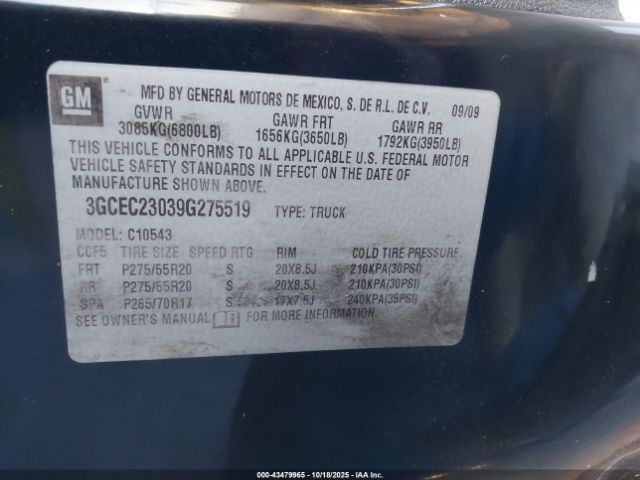 GM
MFD BY GENERAL MOTORS DE MEXICO, S. DE R.L. DE C.V. 09/09
GVWR GAWR FRT GAWR RR
3085KG(6800LB) 1656KG(3650LB) 1792KG(3950LB)
THIS VEHICLE CONFORMS TO ALL APPLICABLE U.S. FEDERAL MOTOR
VEHICLE SAFETY STANDARDS IN EFFECT ON THE DATE OF
MANUFACTURE SHOWN ABOVE.
3GCEC23039G275519 TYPE: TRUCK
MODEL: C10543
CCF5 TIRE SIZE SPEED RTG RIM COLD TIRE PRESSURE
FRT P275/55R20 S 20X8.5J 210KPA(30PSI)
RR P275/55R20 S 20X8.5J 210KPA(30PSI)
SPA P265/70R17 S 17X7.5J 240KPA(35PSI)
SEE OWNER'S MANUAL FOR MORE INFORMATION.
000-43479965 - 10/18/2025 - IAA Inc.